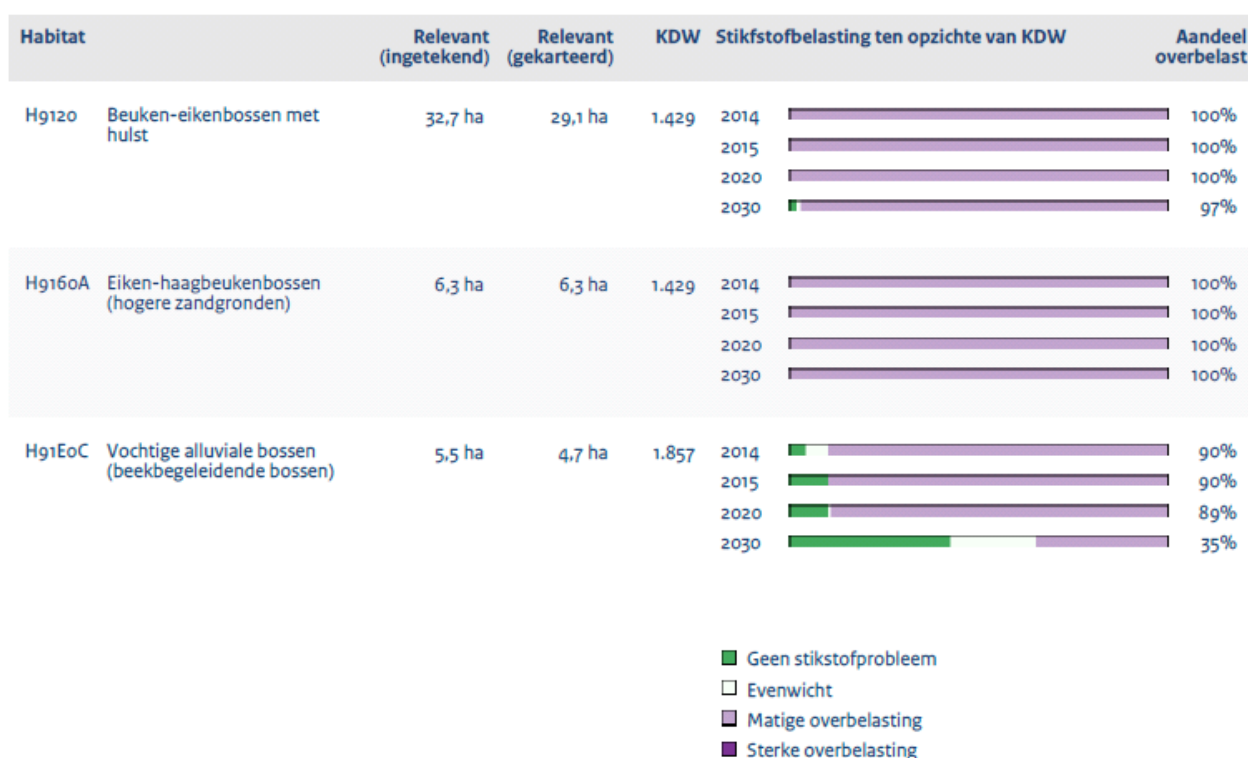 Habitat Relevant (ingetekend) Relevant (gekarteerd) KDW Stikfstofbelasting ten opzichte van KDW Aandeel overbelast
H9120 Beuken-eikenbossen met hulst 32,7 ha 29,1 ha 1.429 2014 100%
2015 100%
2020 100%
2030 97%
H9160A Eiken-haagbeukenbossen (hogere zandgronden) 6,3 ha 6,3 ha 1.429 2014 100%
2015 100%
2020 100%
2030 100%
H91E0C Vochtige alluviale bossen (beekbegeleidende bossen) 5,5 ha 4,7 ha 1.857 2014 90%
2015 90%
2020 89%
2030 35%
Geen stikstofprobleem
Evenwicht
Matige overbelasting
Sterke overbelasting